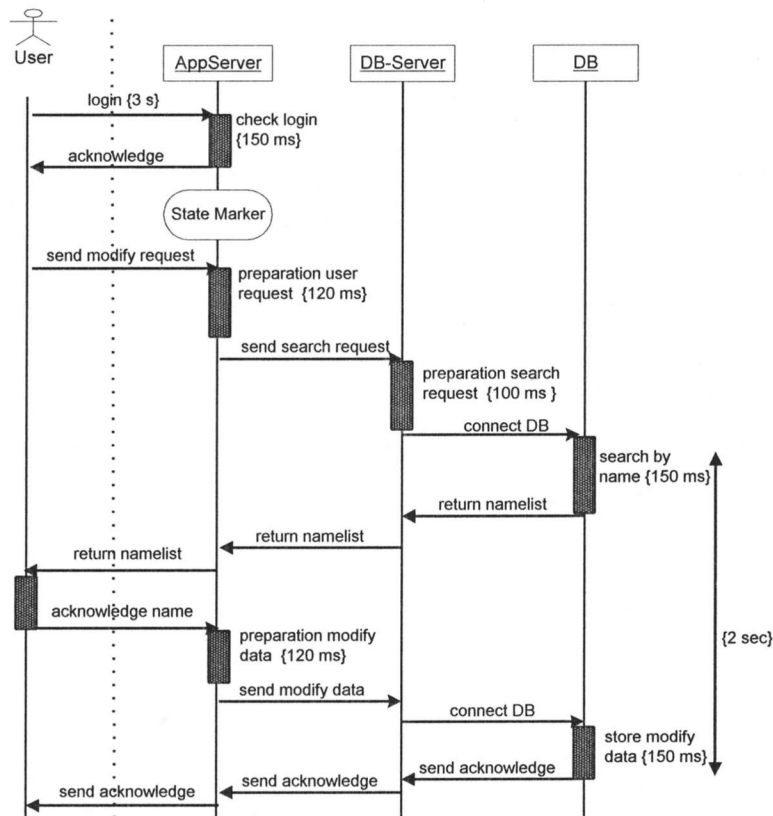 User
AppServer
DB-Server
DB
login {3 s}
check login
{150 ms}
acknowledge
State Marker
send modify request
preparation user
request {120 ms}
send search request
preparation search
request {100 ms }
connect DB
search by
name {150 ms}
return namelist
return namelist
return namelist
acknowledge name
preparation modify
data {120 ms}
{2 sec}
send modify data
connect DB
store modify
data {150 ms}
send acknowledge
send acknowledge
send acknowledge